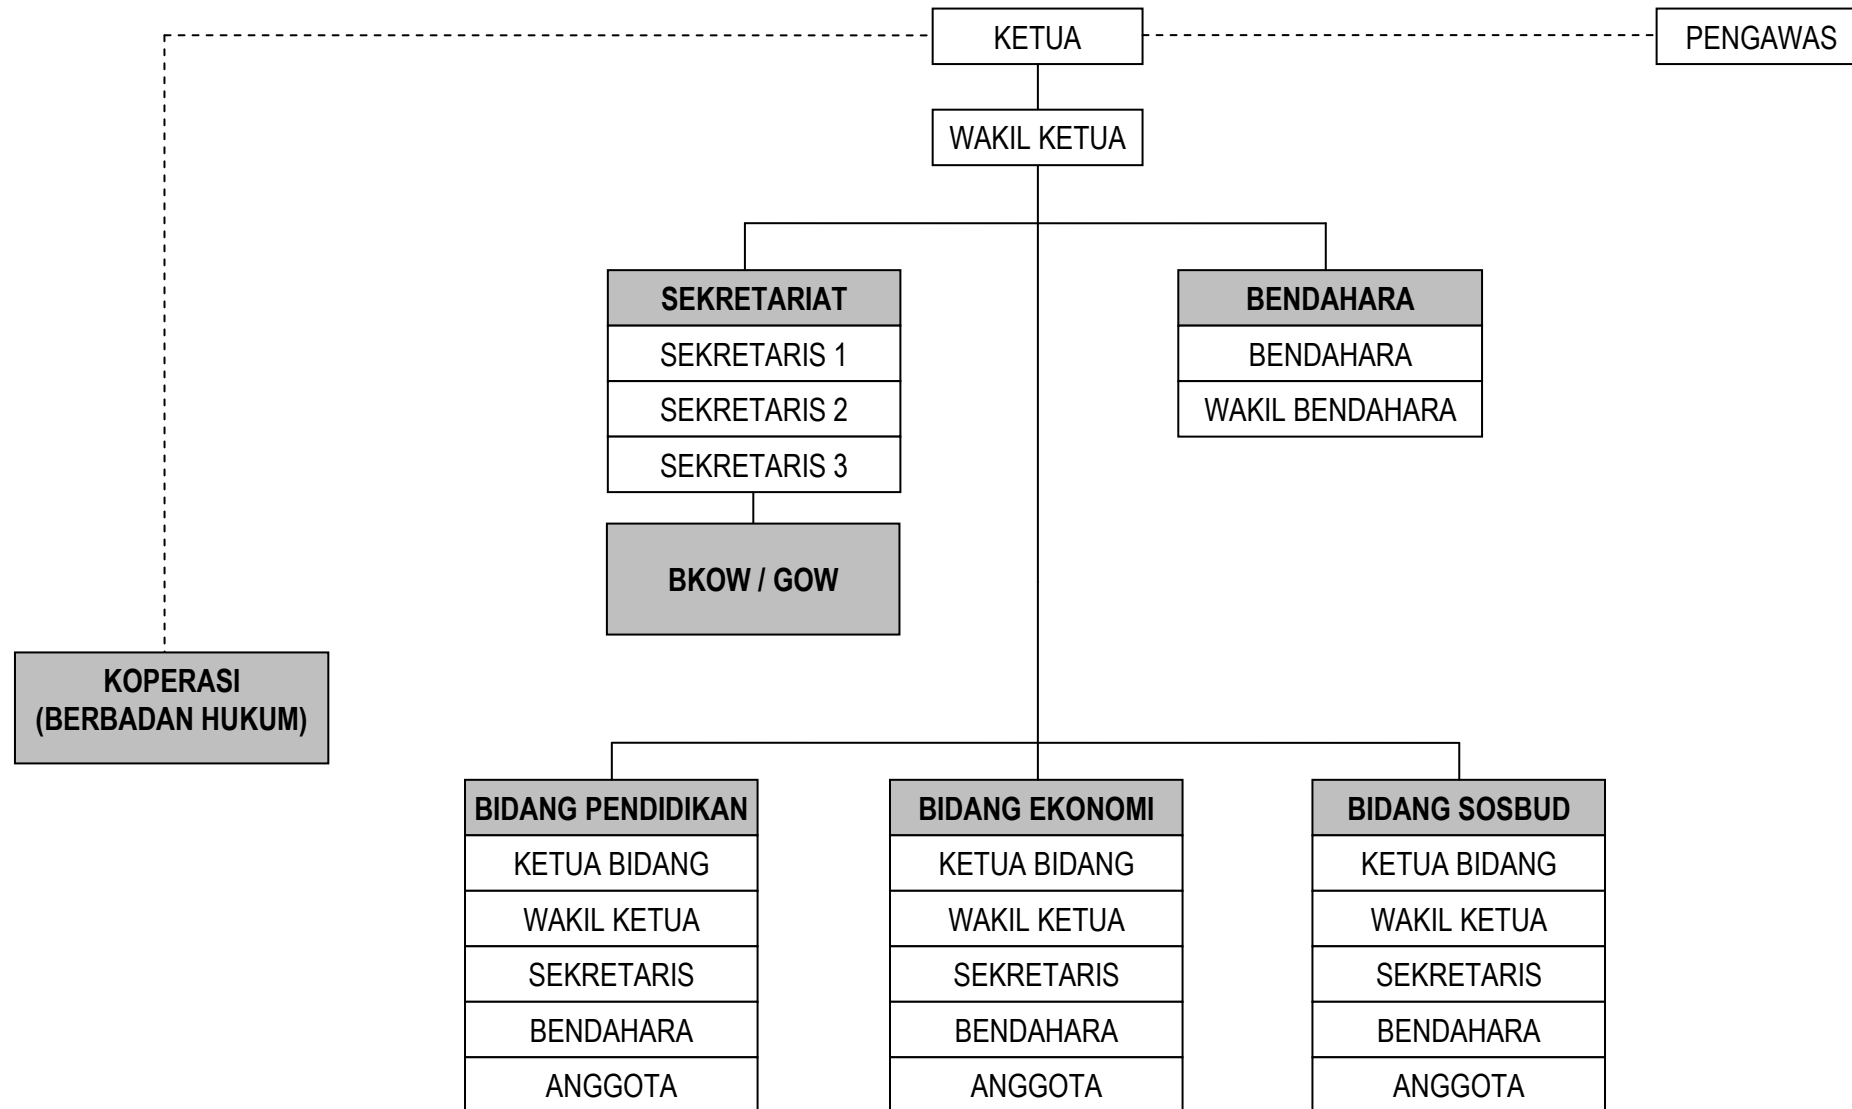 KETUA
PENGAWAS
WAKIL KETUA
SEKRETARIAT
SEKRETARIS 1
SEKRETARIS 2
SEKRETARIS 3
BENDAHARA
BENDAHARA
WAKIL BENDAHARA
BKOW / GOW
KOPERASI
(BERBADAN HUKUM)
BIDANG PENDIDIKAN
KETUA BIDANG
WAKIL KETUA
SEKRETARIS
BENDAHARA
ANGGOTA
BIDANG EKONOMI
KETUA BIDANG
WAKIL KETUA
SEKRETARIS
BENDAHARA
ANGGOTA
BIDANG SOSBUD
KETUA BIDANG
WAKIL KETUA
SEKRETARIS
BENDAHARA
ANGGOTA